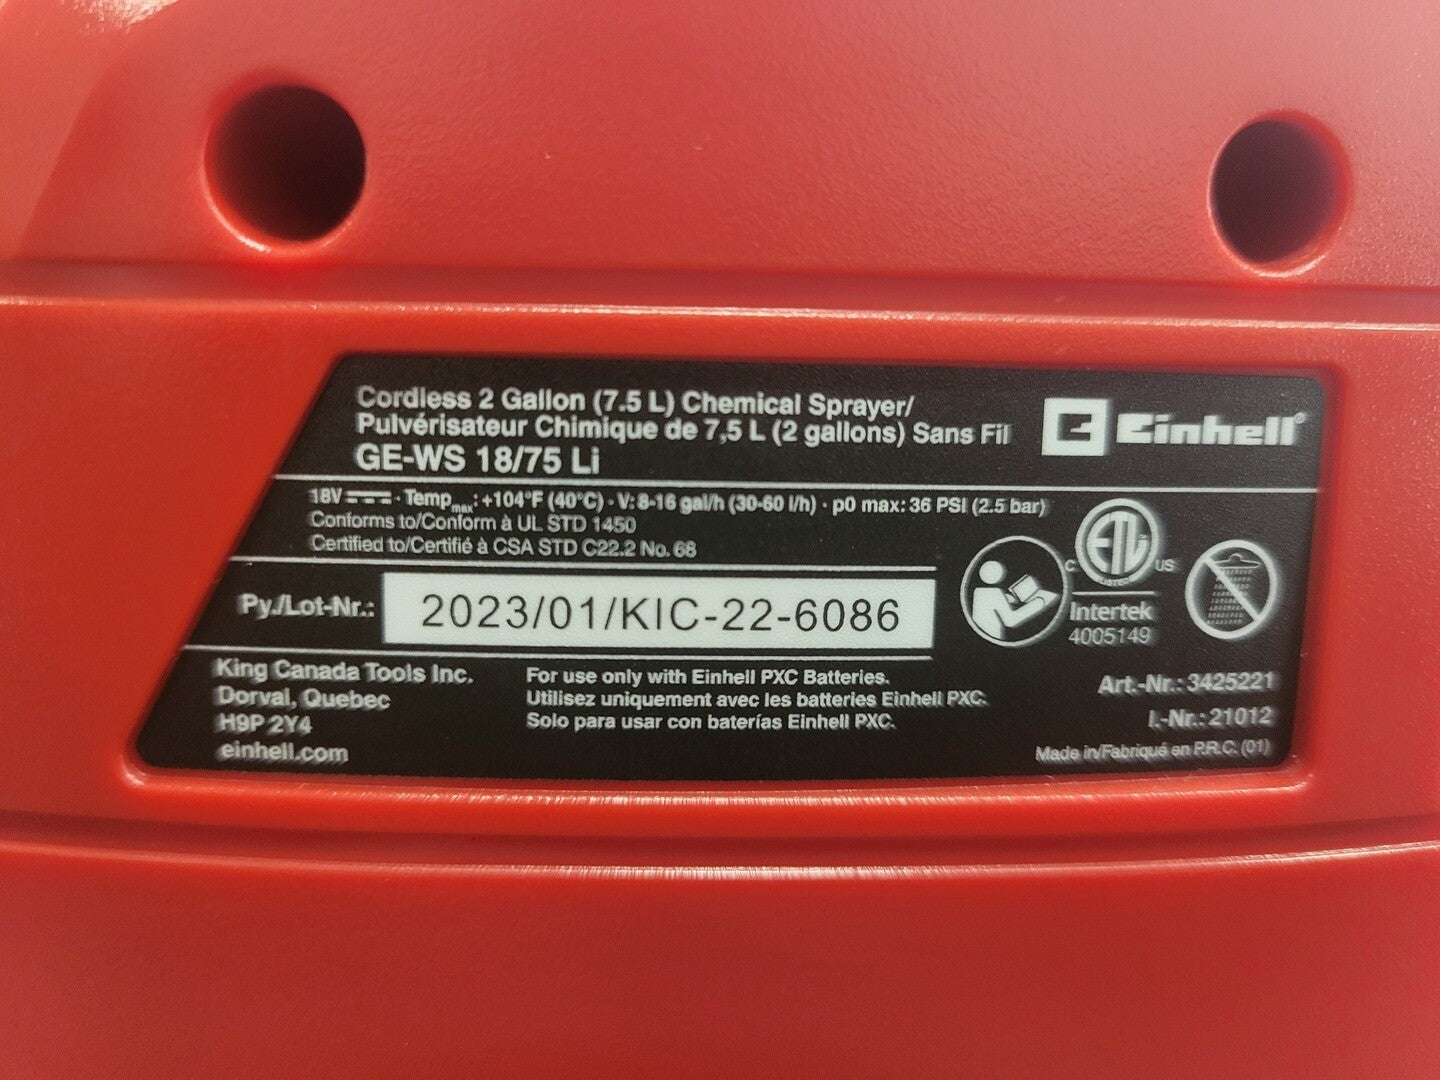 Cordless 2 Gallon (7.5 L) Chemical Sprayer/
Pulvérisateur Chimique de 7,5 L (2 gallons) Sans Fil
GE-WS 18/75 Li
Einhell®
18V⎓ · Temp max: +104°F (40°C) · V: 8-16 gal/h (30-60 l/h) · p0 max: 36 PSI (2.5 bar)
Conforms to/Conform à UL STD 1450
Certified to/Certifié à CSA STD C22.2 No. 68
C ETL US
LISTED
Intertek
4005149
Py./Lot-Nr.:
2023/01/KIC-22-6086
King Canada Tools Inc.
Dorval, Quebec
H9P 2Y4
einhell.com
For use only with Einhell PXC Batteries.
Utilisez uniquement avec les batteries Einhell PXC.
Solo para usar con baterías Einhell PXC.
Art.-Nr.: 3425221
I.-Nr.: 21012
Made in/Fabriqué en P.R.C. (01)